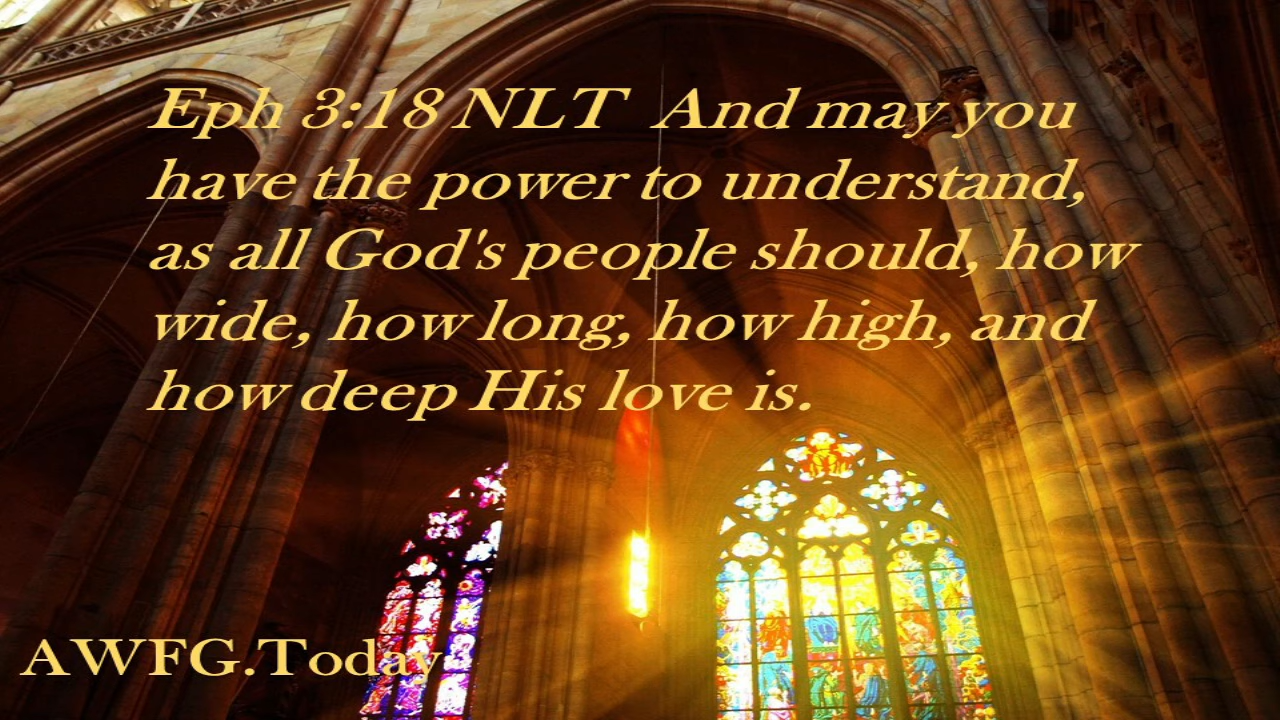 Eph 3:18 NLT And may you
have the power to understand,
as all God's people should, how
wide, how long, how high, and
how deep His love is.
AWFG.Today